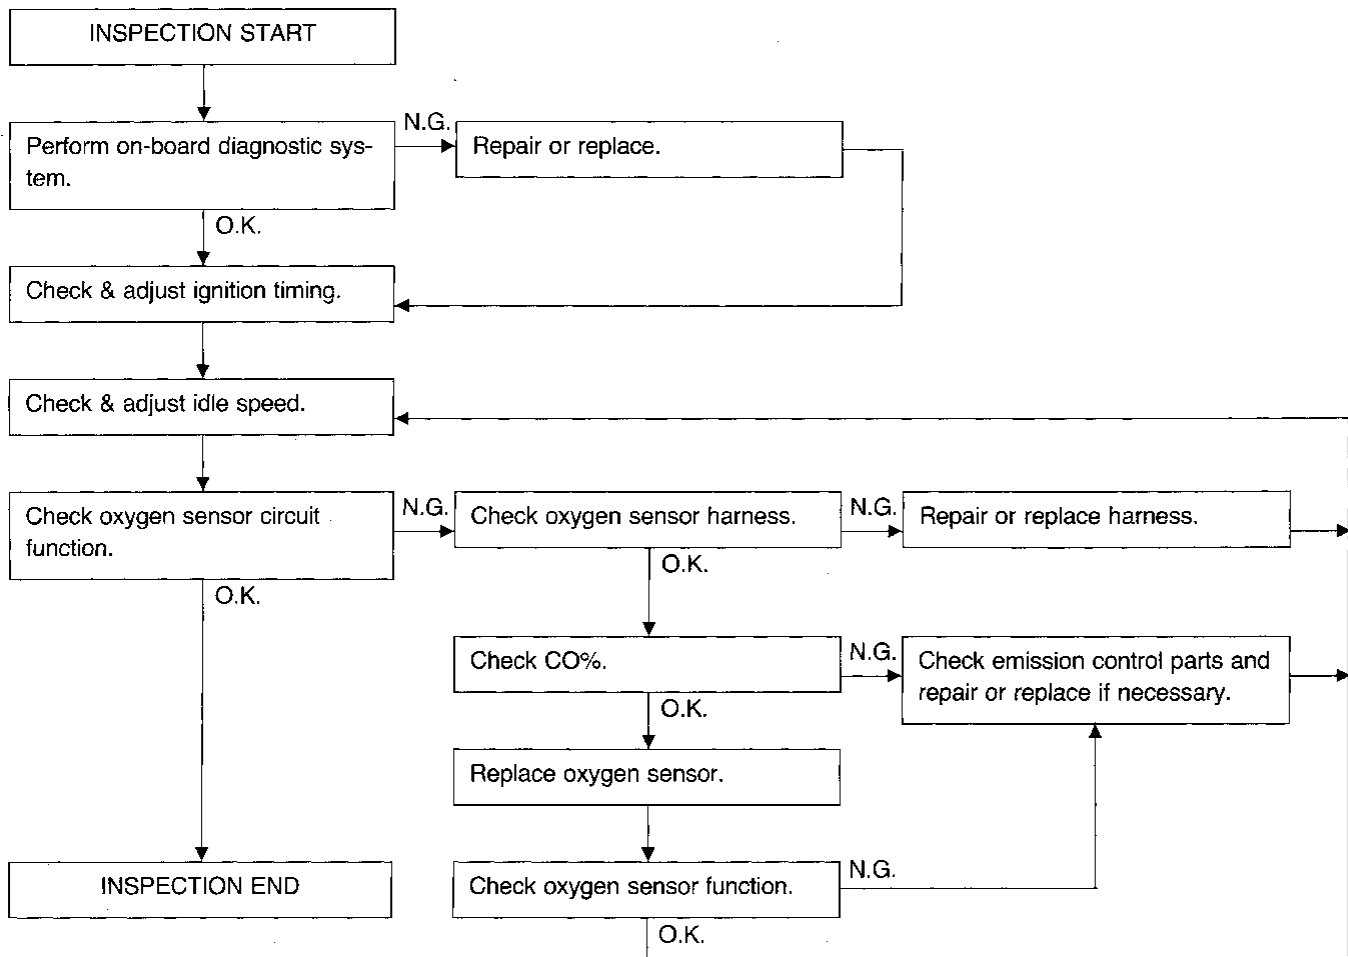 INSPECTION START
N.G.
Perform on-board diagnostic sys-
tem.
Repair or replace.
O.K.
Check & adjust ignition timing.
Check & adjust idle speed.
Check oxygen sensor circuit
function.
N.G.
Check oxygen sensor harness.
N.G.
Repair or replace harness.
O.K.
O.K.
Check CO%.
N.G.
Check emission control parts and
repair or replace if necessary.
O.K.
Replace oxygen sensor.
INSPECTION END
Check oxygen sensor function.
N.G.
O.K.